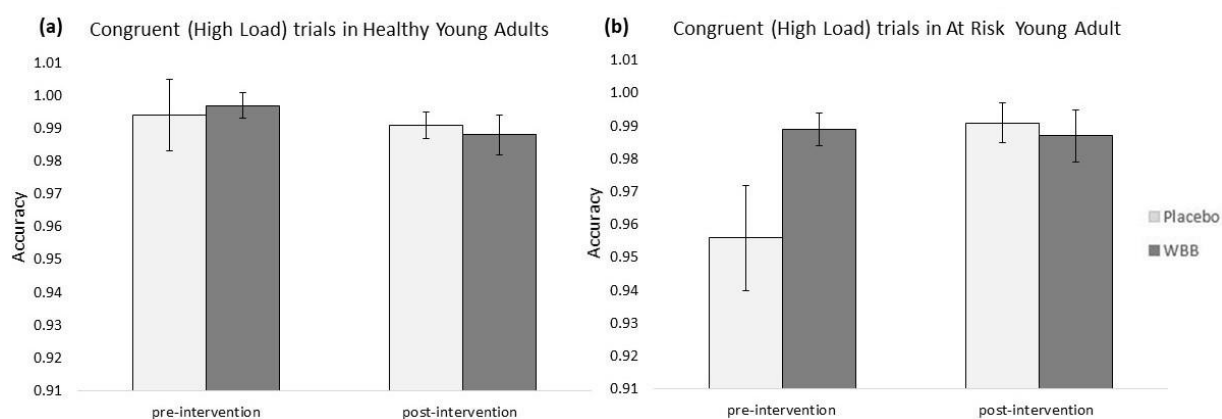 (a) Congruent (High Load) trials in Healthy Young Adults
Accuracy
1.01
1.00
0.99
0.98
0.97
0.96
0.95
0.94
0.93
0.92
0.91
pre-intervention post-intervention
(b) Congruent (High Load) trials in At Risk Young Adult
Accuracy
1.01
1.00
0.99
0.98
0.97
0.96
0.95
0.94
0.93
0.92
0.91
pre-intervention post-intervention
Placebo
WBB